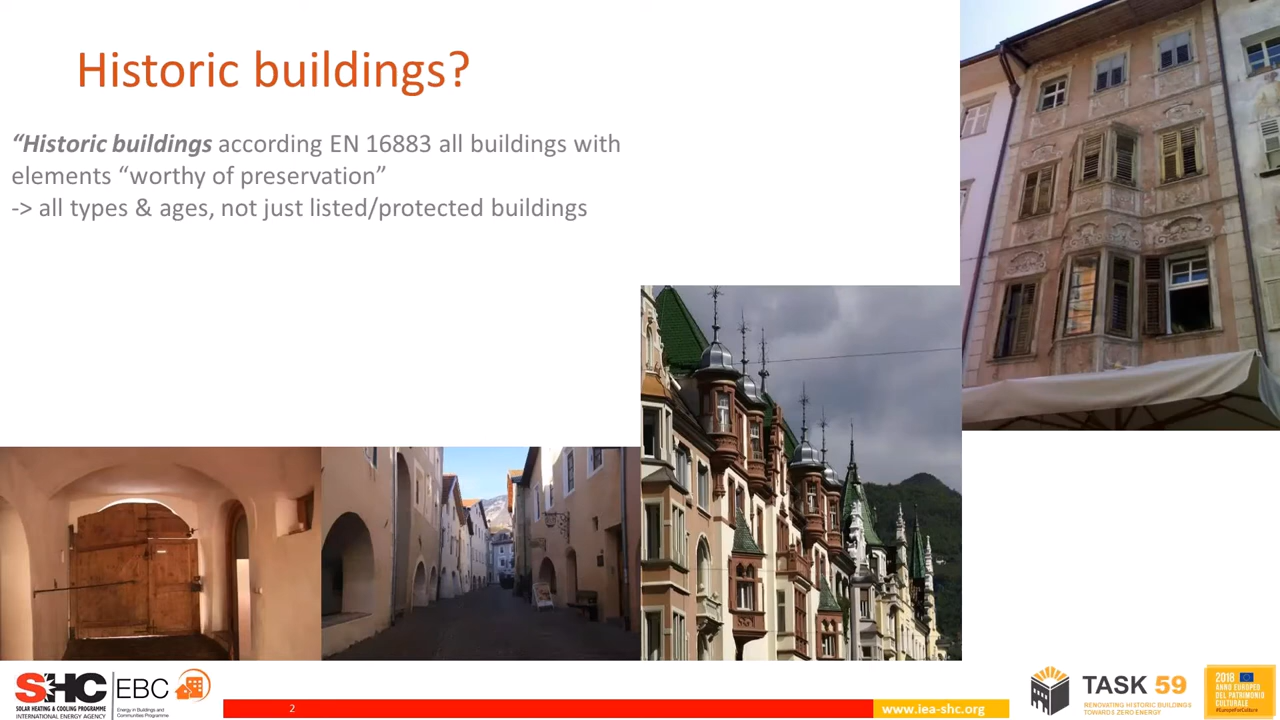 Historic buildings?
“Historic buildings according EN 16883 all buildings with
elements “worthy of preservation”
-> all types & ages, not just listed/protected buildings
SHC
SOLAR HEATING & COOLING PROGRAMME
INTERNATIONAL ENERGY AGENCY
EBC
Energy in Buildings and
Communities Programme
2
www.iea-shc.org
TASK 59
RENOVATING HISTORIC BUILDINGS
TOWARDS ZERO ENERGY
2018
ANNO EUROPEO
DEL PATRIMONIO
CULTURALE
#EuropeForCulture